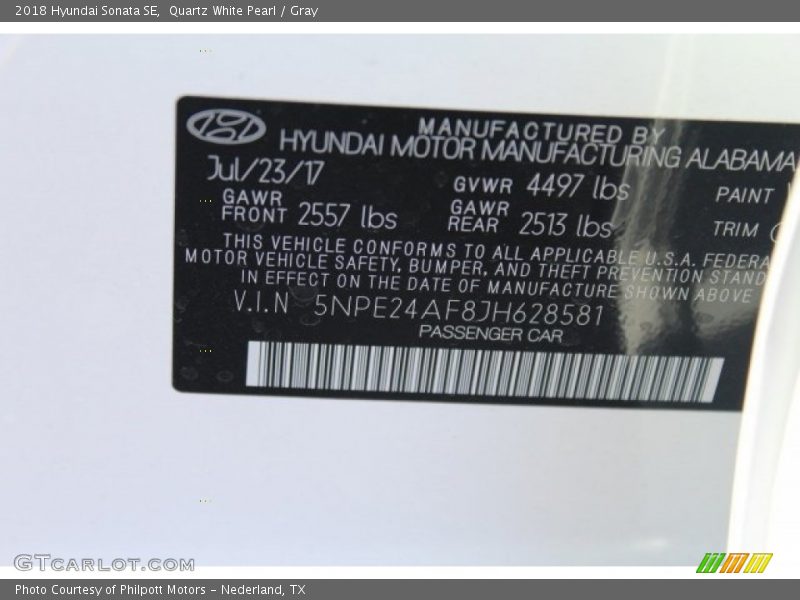 2018 Hyundai Sonata SE,  Quartz White Pearl / Gray
MANUFACTURED BY
HYUNDAI MOTOR MANUFACTURING ALABAMA
Jul/23/17
GVWR 4497 lbs
PAINT
GAWR FRONT 2557 lbs
GAWR REAR 2513 lbs
TRIM
THIS VEHICLE CONFORMS TO ALL APPLICABLE U.S.A. FEDERA
MOTOR VEHICLE SAFETY, BUMPER, AND THEFT PREVENTION STAND
IN EFFECT ON THE DATE OF MANUFACTURE SHOWN ABOVE
V.I.N 5NPE24AF8JH628581
PASSENGER CAR
GTCARLOT.COM
Photo Courtesy of Philpott Motors - Nederland, TX